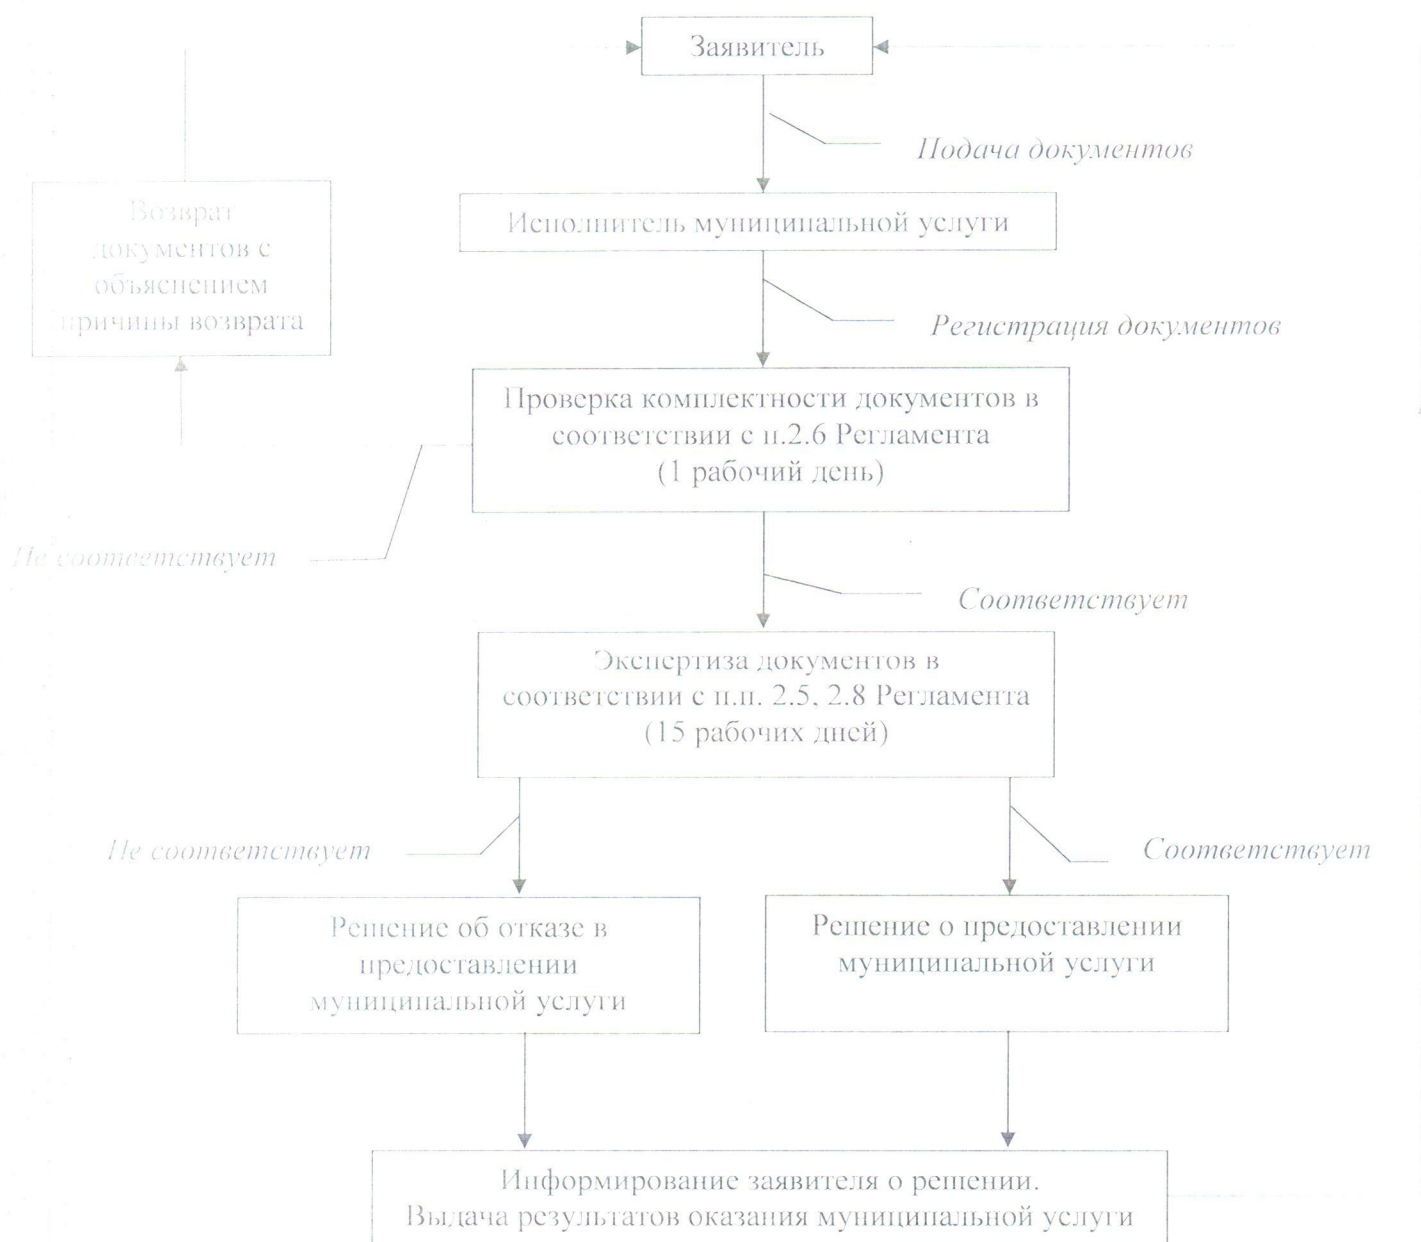 Заявитель
Подача документов
Возврат
документов с
объяснением
причины возврата
Исполнитель муниципальной услуги
Регистрация документов
Проверка комплектности документов в
соответствии с п.2.6 Регламента
(1 рабочий день)
Не соответствует
Соответствует
Экспертиза документов в
соответствии с п.п. 2.5, 2.8 Регламента
(15 рабочих дней)
Не соответствует
Соответствует
Решение об отказе в
предоставлении
муниципальной услуги
Решение о предоставлении
муниципальной услуги
Информирование заявителя о решении.
Выдача результатов оказания муниципальной услуги